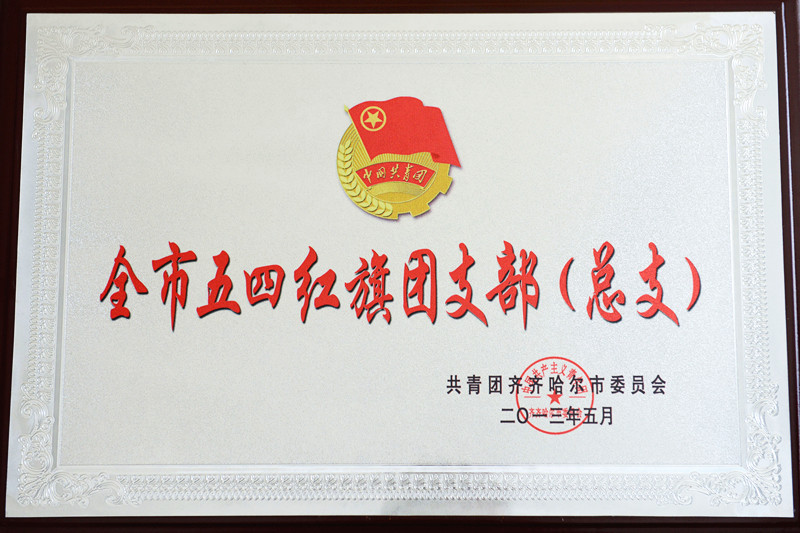 中国共青团
全市五四红旗团支部（总支）
共青团齐齐哈尔市委员会
二〇一三年五月